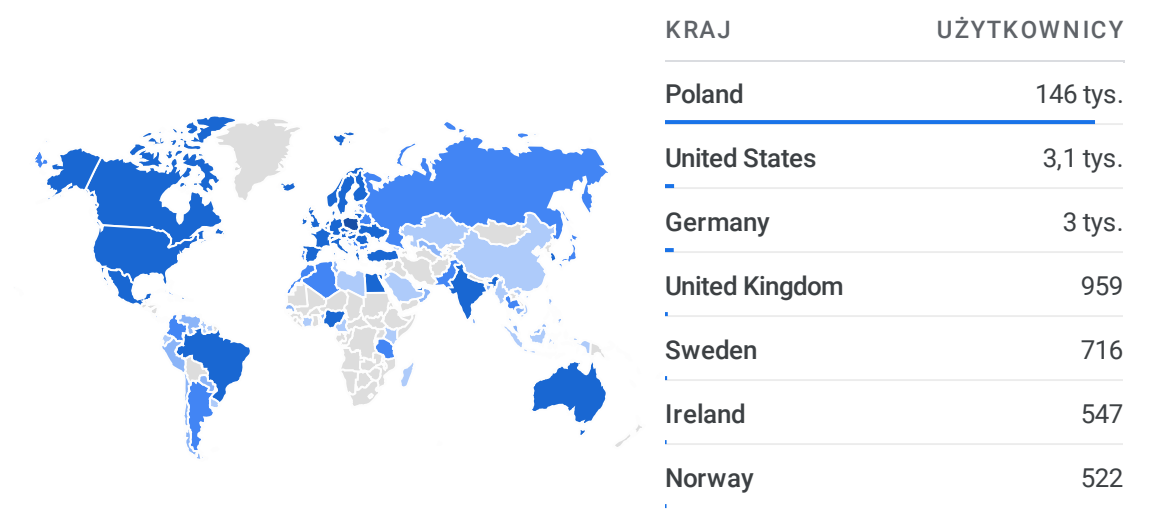 KRAJ UŻYTKOWNICY
Poland 146 tys.
United States 3,1 tys.
Germany 3 tys.
United Kingdom 959
Sweden 716
Ireland 547
Norway 522